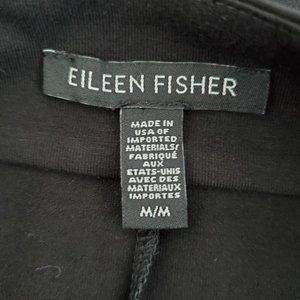 EILEEN FISHER
MADE IN
USA OF
IMPORTED
MATERIALS/
FABRIQUÉ
AUX
ETATS-UNIS
AVEC DES
MATERIAUX
IMPORTES
M/M